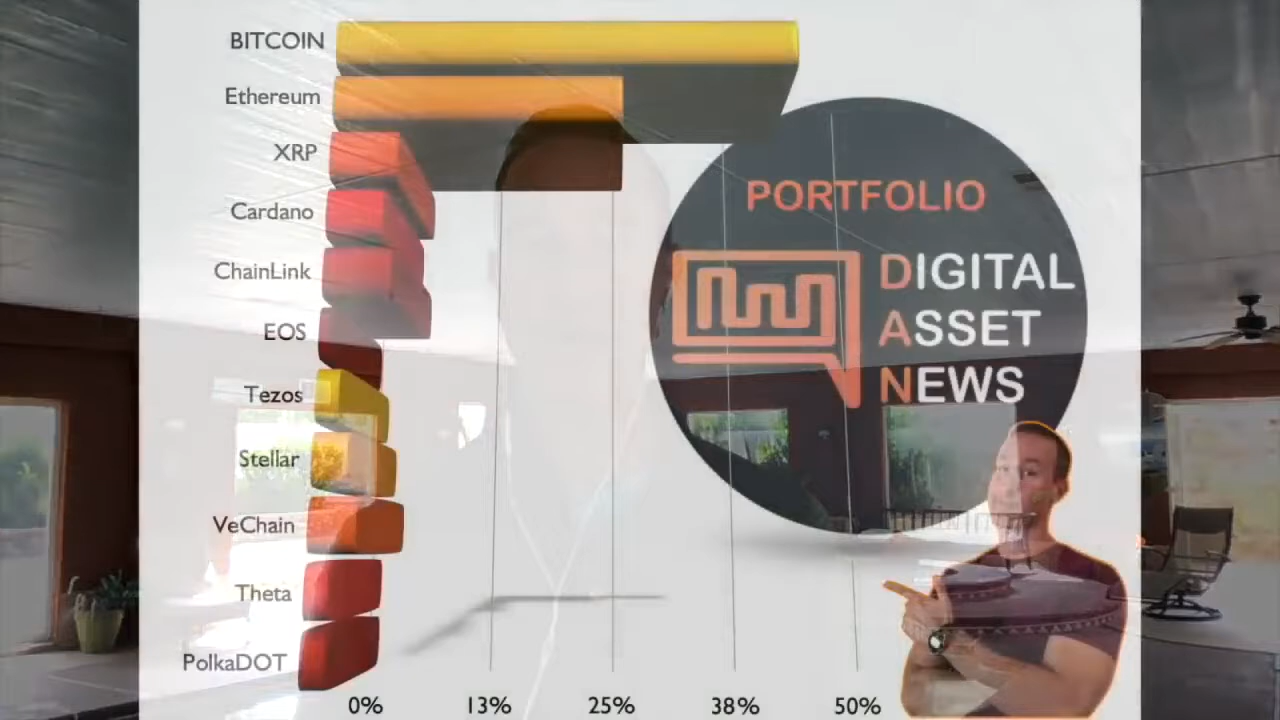 BITCOIN
Ethereum
XRP
Cardano
ChainLink
EOS
Tezos
Stellar
VeChain
Theta
PolkaDOT
0% 13% 25% 38% 50%
PORTFOLIO
DIGITAL
ASSET
NEWS